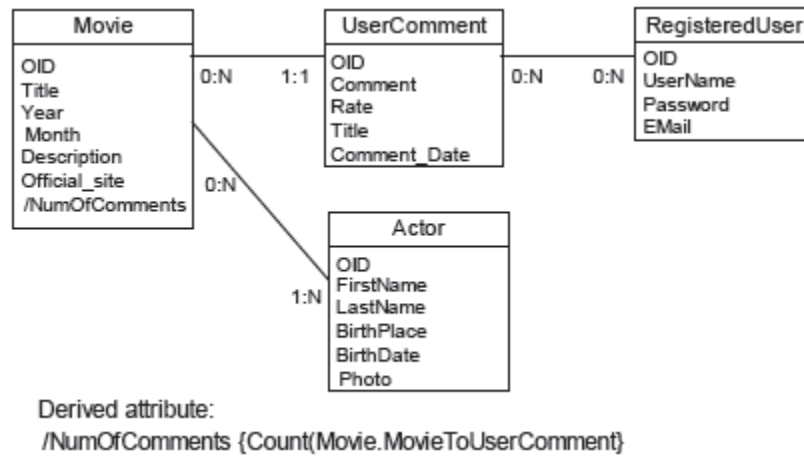 Movie
OID
Title
Year
Month
Description
Official_site
/NumOfComments
0:N
1:1
UserComment
OID
Comment
Rate
Title
Comment_Date
0:N
0:N
RegisteredUser
OID
UserName
Password
EMail
0:N
1:N
Actor
OID
FirstName
LastName
BirthPlace
BirthDate
Photo
Derived attribute:
/NumOfComments {Count(Movie.MovieToUserComment}